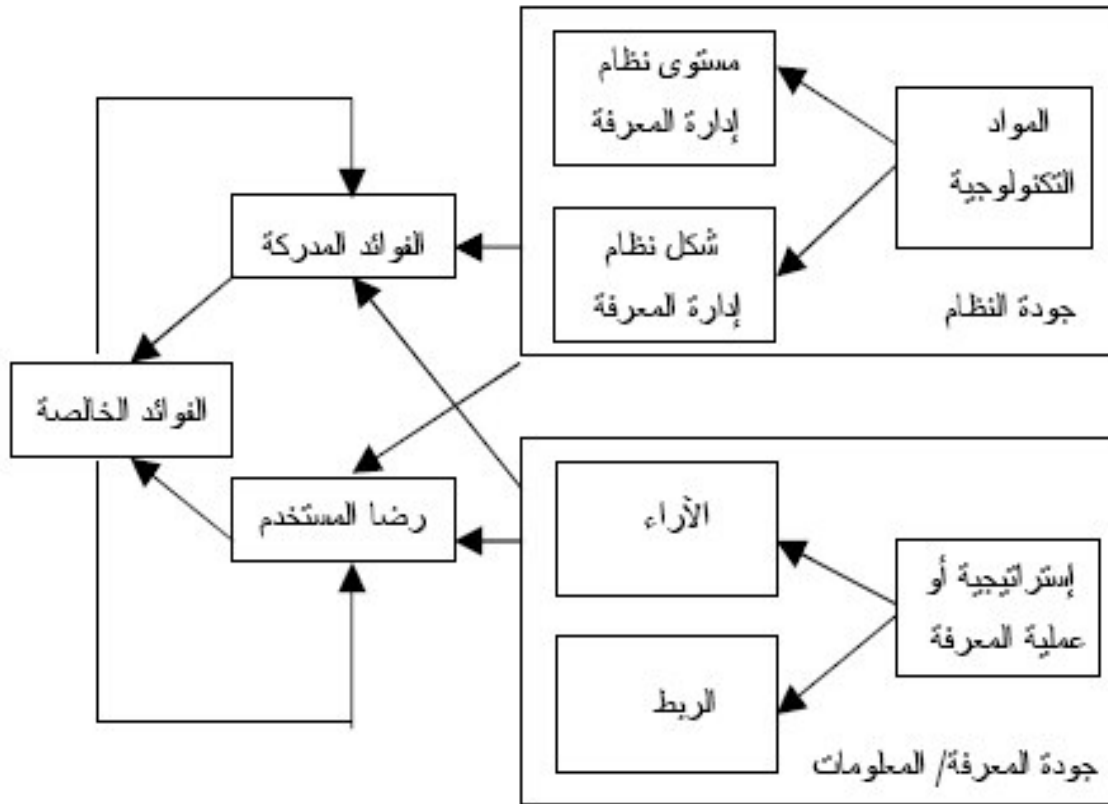 المواد
التكنولوجية
مستوى نظام
إدارة المعرفة
شكل نظام
إدارة المعرفة
جودة النظام
الفوائد المدركة
الفوائد الخالصة
رضا المستخدم
الآراء
إستراتيجية أو
عملية المعرفة
الربط
جودة المعرفة/ المعلومات